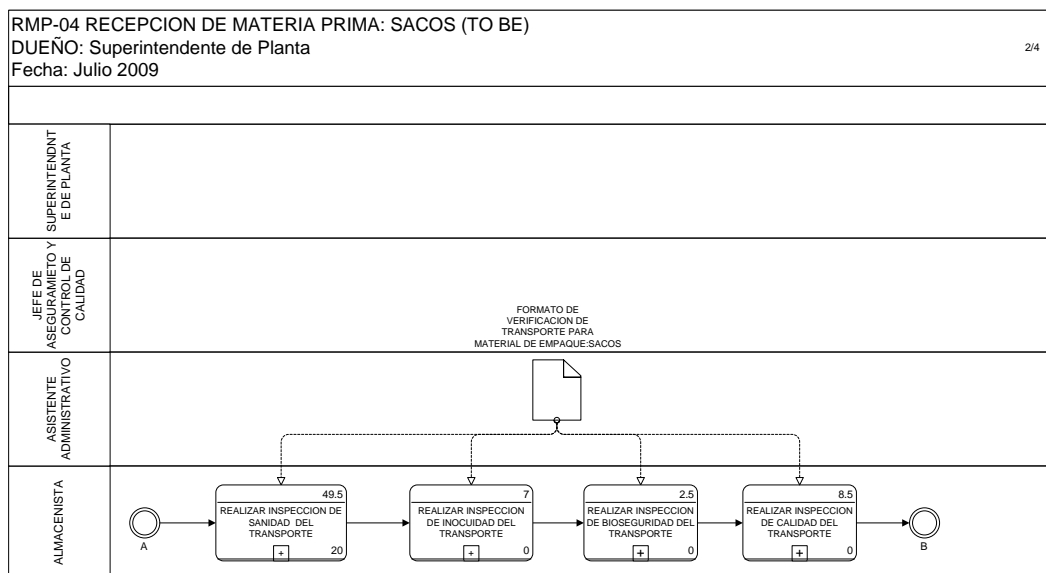 RMP-04 RECEPCION DE MATERIA PRIMA: SACOS (TO BE)
DUEÑO: Superintendente de Planta
2/4
Fecha: Julio 2009
SUPERINTENDNT
E DE PLANTA
JEFE DE
ASEGURAMIETO Y
CONTROL DE
CALIDAD
FORMATO DE
VERIFICACION DE
TRANSPORTE PARA
MATERIAL DE EMPAQUE:SACOS
ASISTENTE
ADMINISTRATIVO
ALMACENISTA
A
49.5
REALIZAR INSPECCION DE
SANIDAD DEL
TRANSPORTE
+
20
7
REALIZAR INSPECCION
DE INOCUIDAD DEL
TRANSPORTE
+
0
2.5
REALIZAR INSPECCION
DE BIOSEGURIDAD DEL
TRANSPORTE
+
0
8.5
REALIZAR INSPECCION
DE CALIDAD DEL
TRANSPORTE
+
0
B